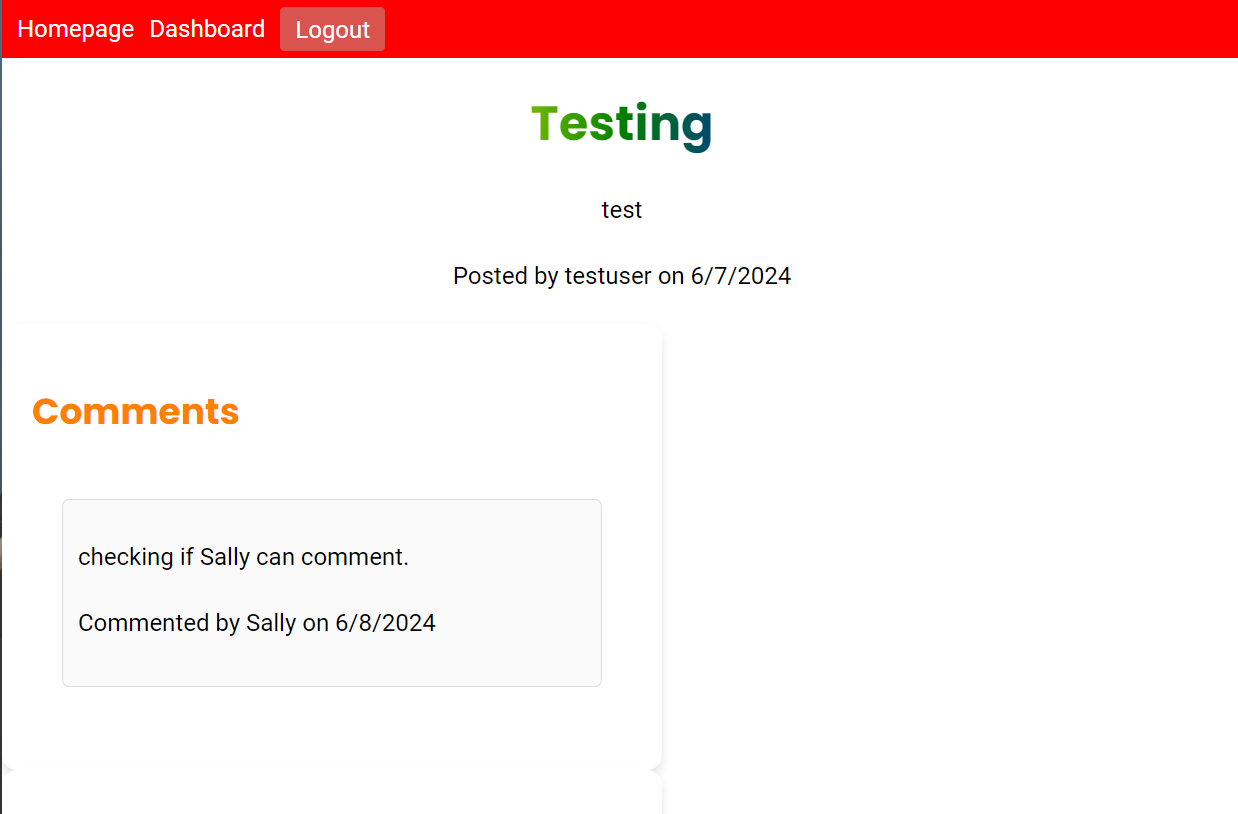 Homepage Dashboard Logout
Testing
test
Posted by testuser on 6/7/2024
Comments
checking if Sally can comment.
Commented by Sally on 6/8/2024